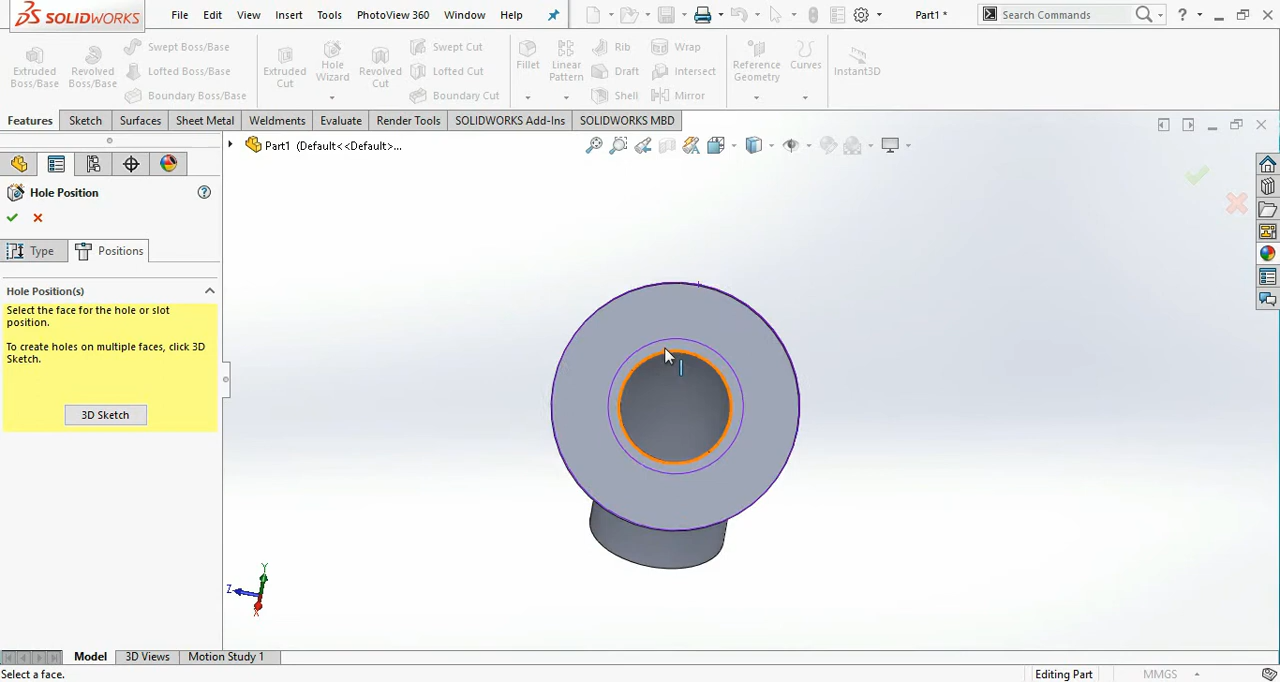 SOLIDWORKS File Edit View Insert Tools PhotoView 360 Window Help Part1 * Search Commands ?
Extruded Boss/Base
Revolved Boss/Base
Swept Boss/Base
Lofted Boss/Base
Boundary Boss/Base
Extruded Cut
Hole Wizard
Revolved Cut
Swept Cut
Lofted Cut
Boundary Cut
Fillet
Linear Pattern
Rib
Draft
Shell
Wrap
Intersect
Mirror
Reference Geometry
Curves
Instant3D
Features Sketch Surfaces Sheet Metal Weldments Evaluate Render Tools SOLIDWORKS Add-Ins SOLIDWORKS MBD
Part1 (Default<<Default>...
Hole Position ?
Type Positions
Hole Position(s)
Select the face for the hole or slot
position.
To create holes on multiple faces, click 3D
Sketch.
3D Sketch
Y
Z
X
Model 3D Views Motion Study 1
Select a face. Editing Part MMGS